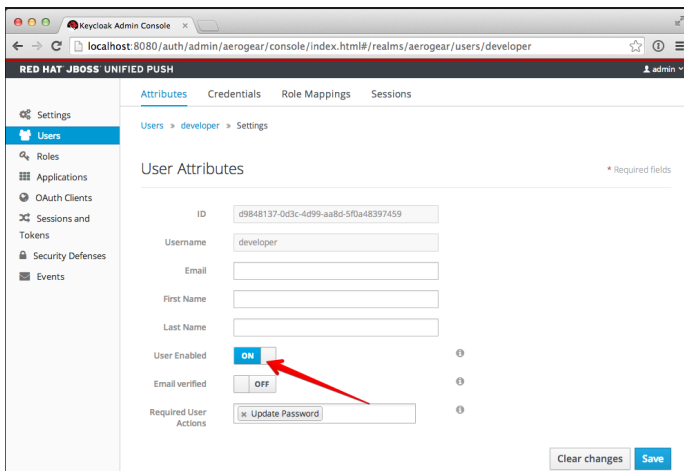 Keycloak Admin Console
localhost:8080/auth/admin/aerogear/console/index.html#/realms/aerogear/users/developer
RED HAT JBOSS UNIFIED PUSH
admin
Attributes Credentials Role Mappings Sessions
Settings
Users
Roles
Applications
OAuth Clients
Sessions and
Tokens
Security Defenses
Events
Users » developer » Settings
User Attributes
* Required fields
ID d9848137-0d3c-4d99-aa8d-5f0a48397459
Username developer
Email
First Name
Last Name
User Enabled ON
Email verified OFF
Required User
Actions
× Update Password
Clear changes Save